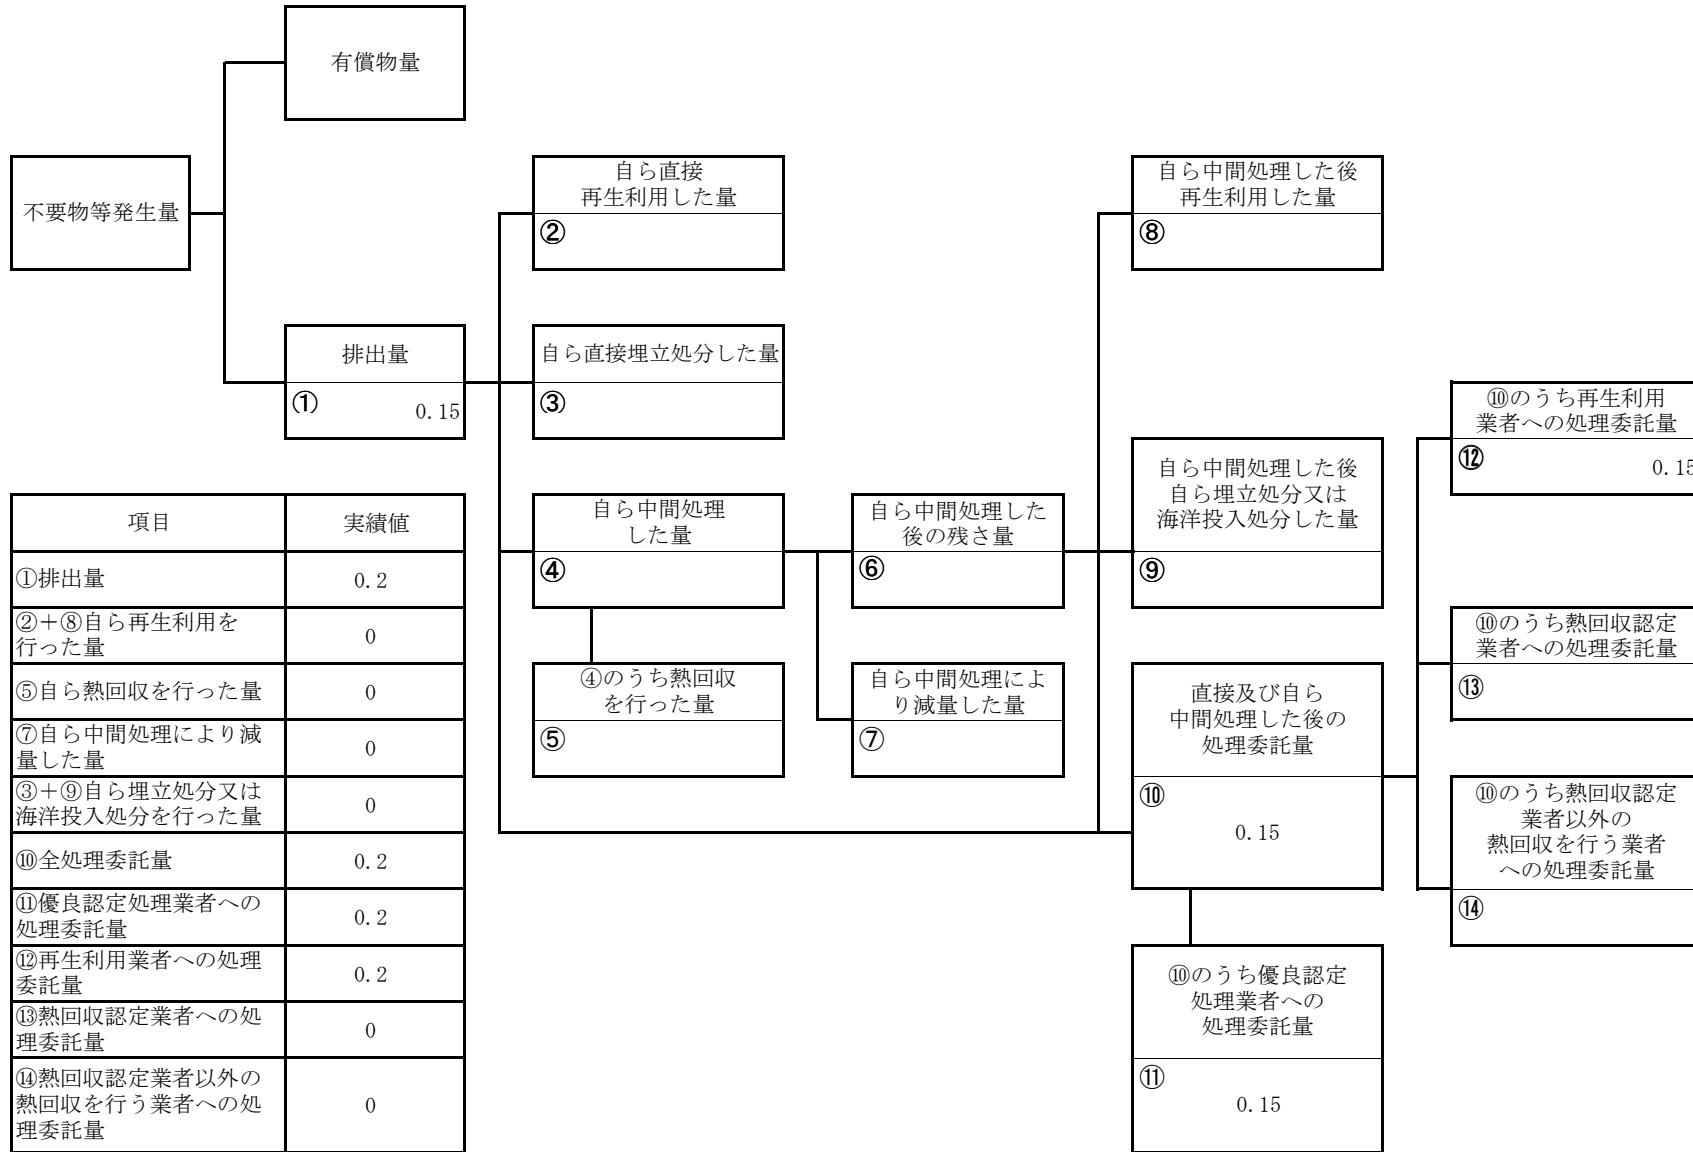 有償物量
不要物等発生量
自ら直接
再生利用した量
②
自ら中間処理した後
再生利用した量
⑧
排出量
①
0.15
自ら直接埋立処分した量
③
⑩のうち再生利用
業者への処理委託量
⑫
0.15
自ら中間処理
した量
④
自ら中間処理した
後の残さ量
⑥
自ら中間処理した後
自ら埋立処分又は
海洋投入処分した量
⑨
⑩のうち熱回収認定
業者への処理委託量
⑬
④のうち熱回収
を行った量
⑤
自ら中間処理によ
り減量した量
⑦
直接及び自ら
中間処理した後の
処理委託量
⑩
0.15
⑩のうち熱回収認定
業者以外の
熱回収を行う業者
への処理委託量
⑭
⑩のうち優良認定
処理業者への
処理委託量
⑪
0.15
項目 実績値
①排出量 0.2
②＋⑧自ら再生利用を
行った量 0
⑤自ら熱回収を行った量 0
⑦自ら中間処理により減
量した量 0
③＋⑨自ら埋立処分又は
海洋投入処分を行った量 0
⑩全処理委託量 0.2
⑪優良認定処理業者への
処理委託量 0.2
⑫再生利用業者への処理
委託量 0.2
⑬熱回収認定業者への処
理委託量 0
⑭熱回収認定業者以外の
熱回収を行う業者への処
理委託量 0